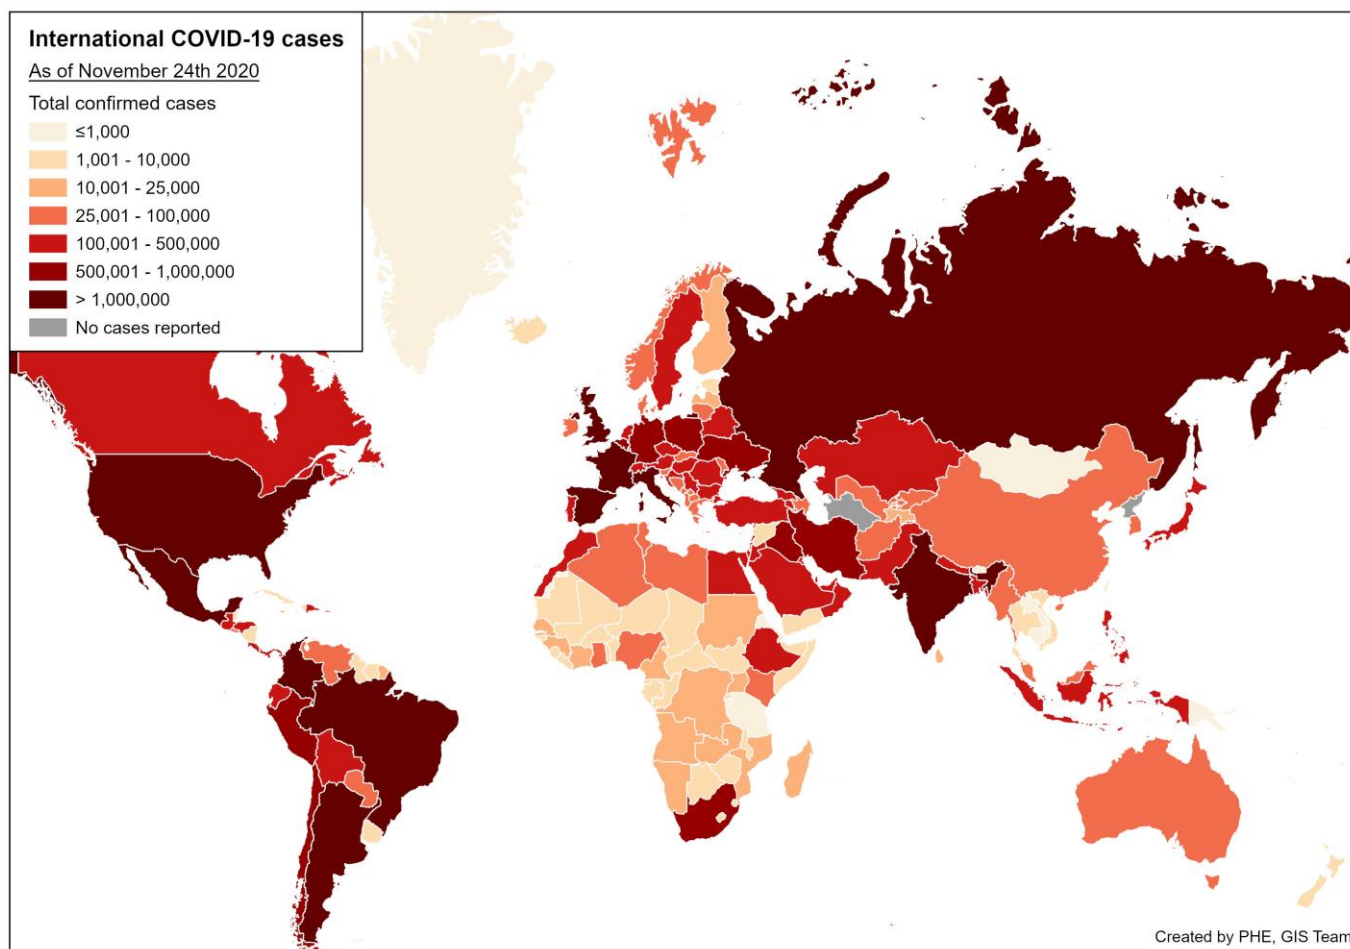 International COVID-19 cases
As of November 24th 2020
Total confirmed cases
≤1,000
1,001 - 10,000
10,001 - 25,000
25,001 - 100,000
100,001 - 500,000
500,001 - 1,000,000
> 1,000,000
No cases reported
Created by PHE, GIS Team